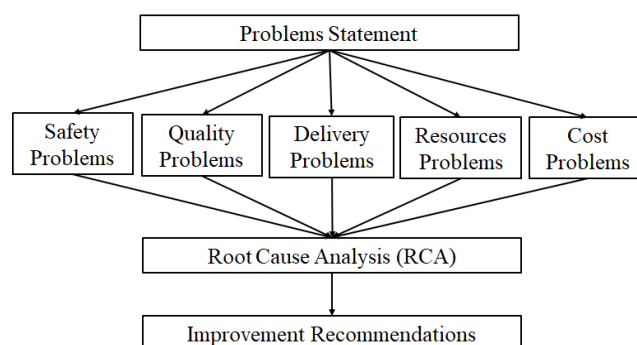 Problems Statement
Safety
Problems
Quality
Problems
Delivery
Problems
Resources
Problems
Cost
Problems
Root Cause Analysis (RCA)
Improvement Recommendations